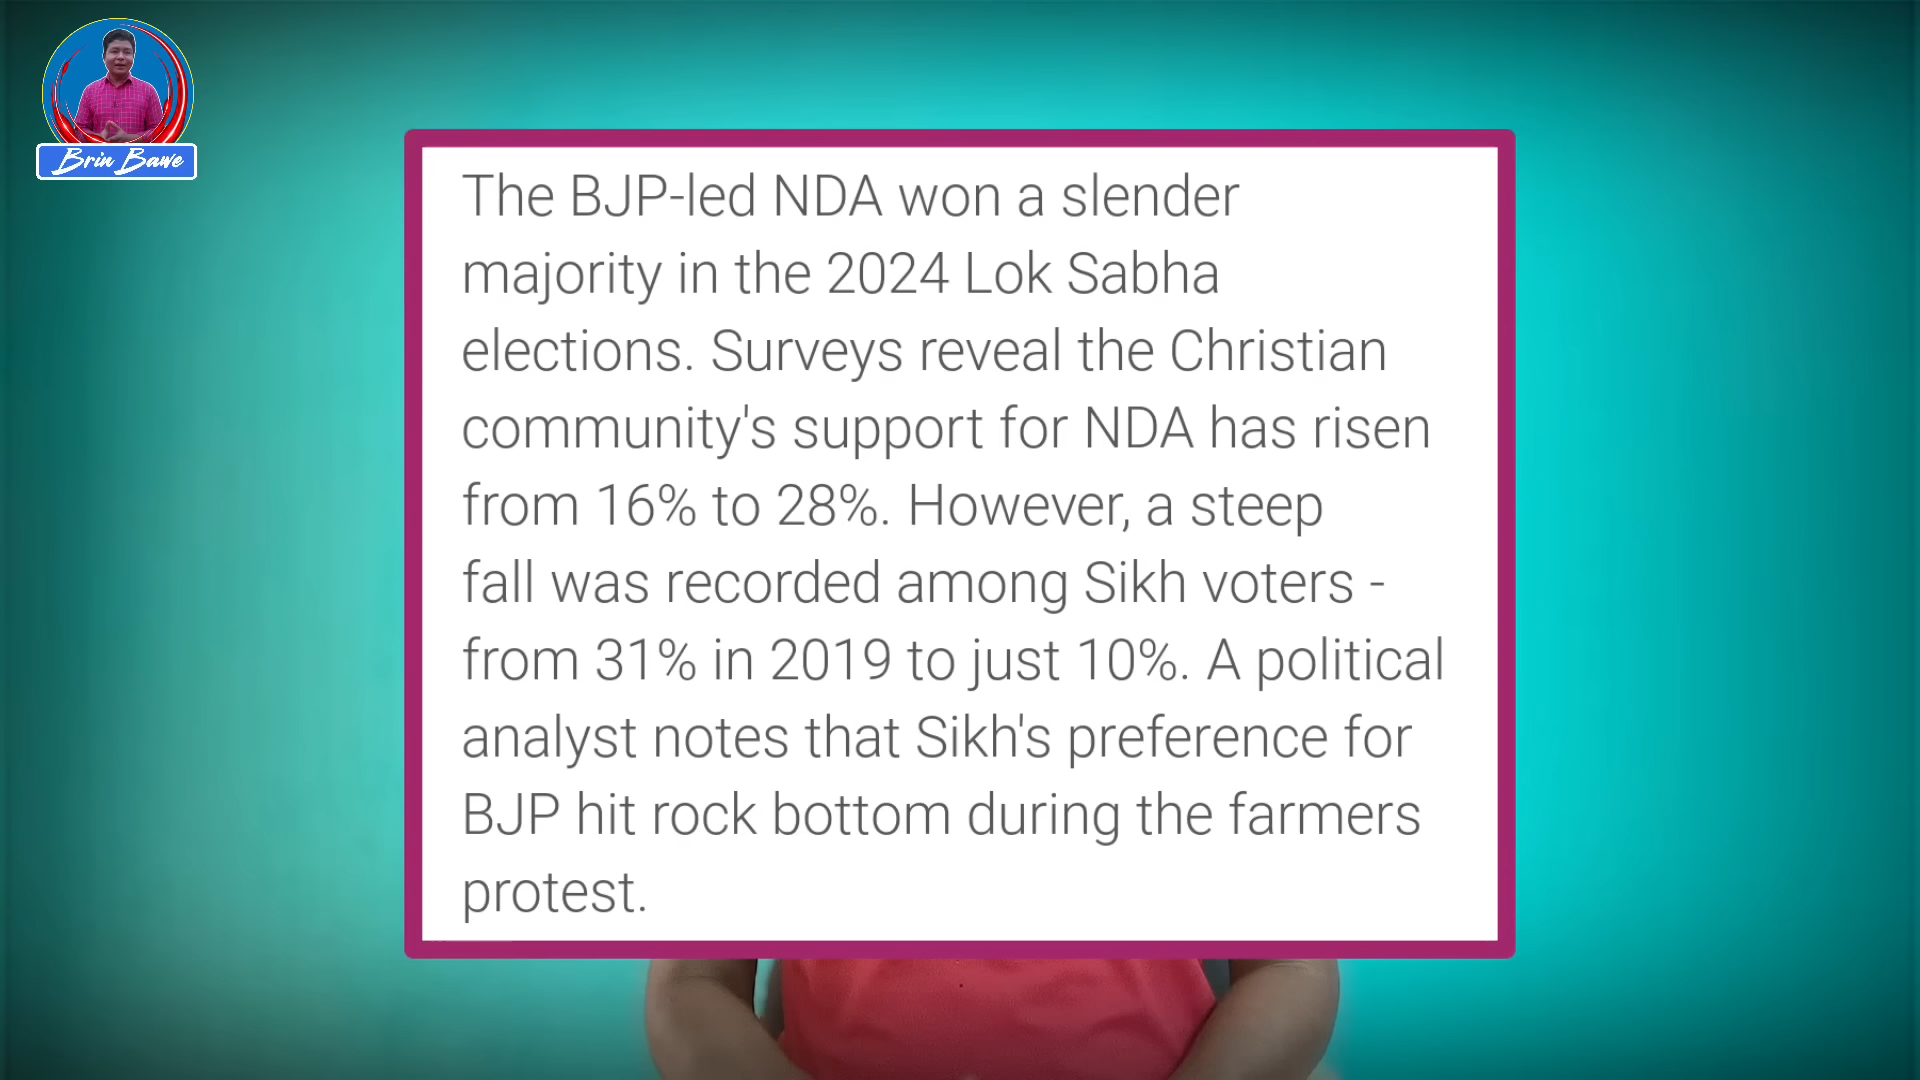 Brin Bawe
The BJP-led NDA won a slender
majority in the 2024 Lok Sabha
elections. Surveys reveal the Christian
community's support for NDA has risen
from 16% to 28%. However, a steep
fall was recorded among Sikh voters -
from 31% in 2019 to just 10%. A political
analyst notes that Sikh's preference for
BJP hit rock bottom during the farmers
protest.